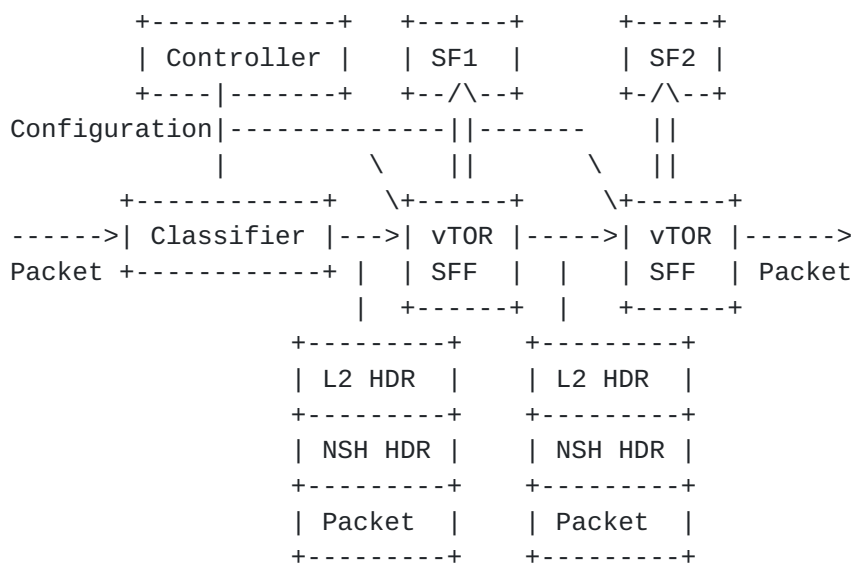 Controller SF1 SF2
Configuration
Classifier vTOR vTOR
Packet SFF SFF Packet
L2 HDR L2 HDR
NSH HDR NSH HDR
Packet Packet